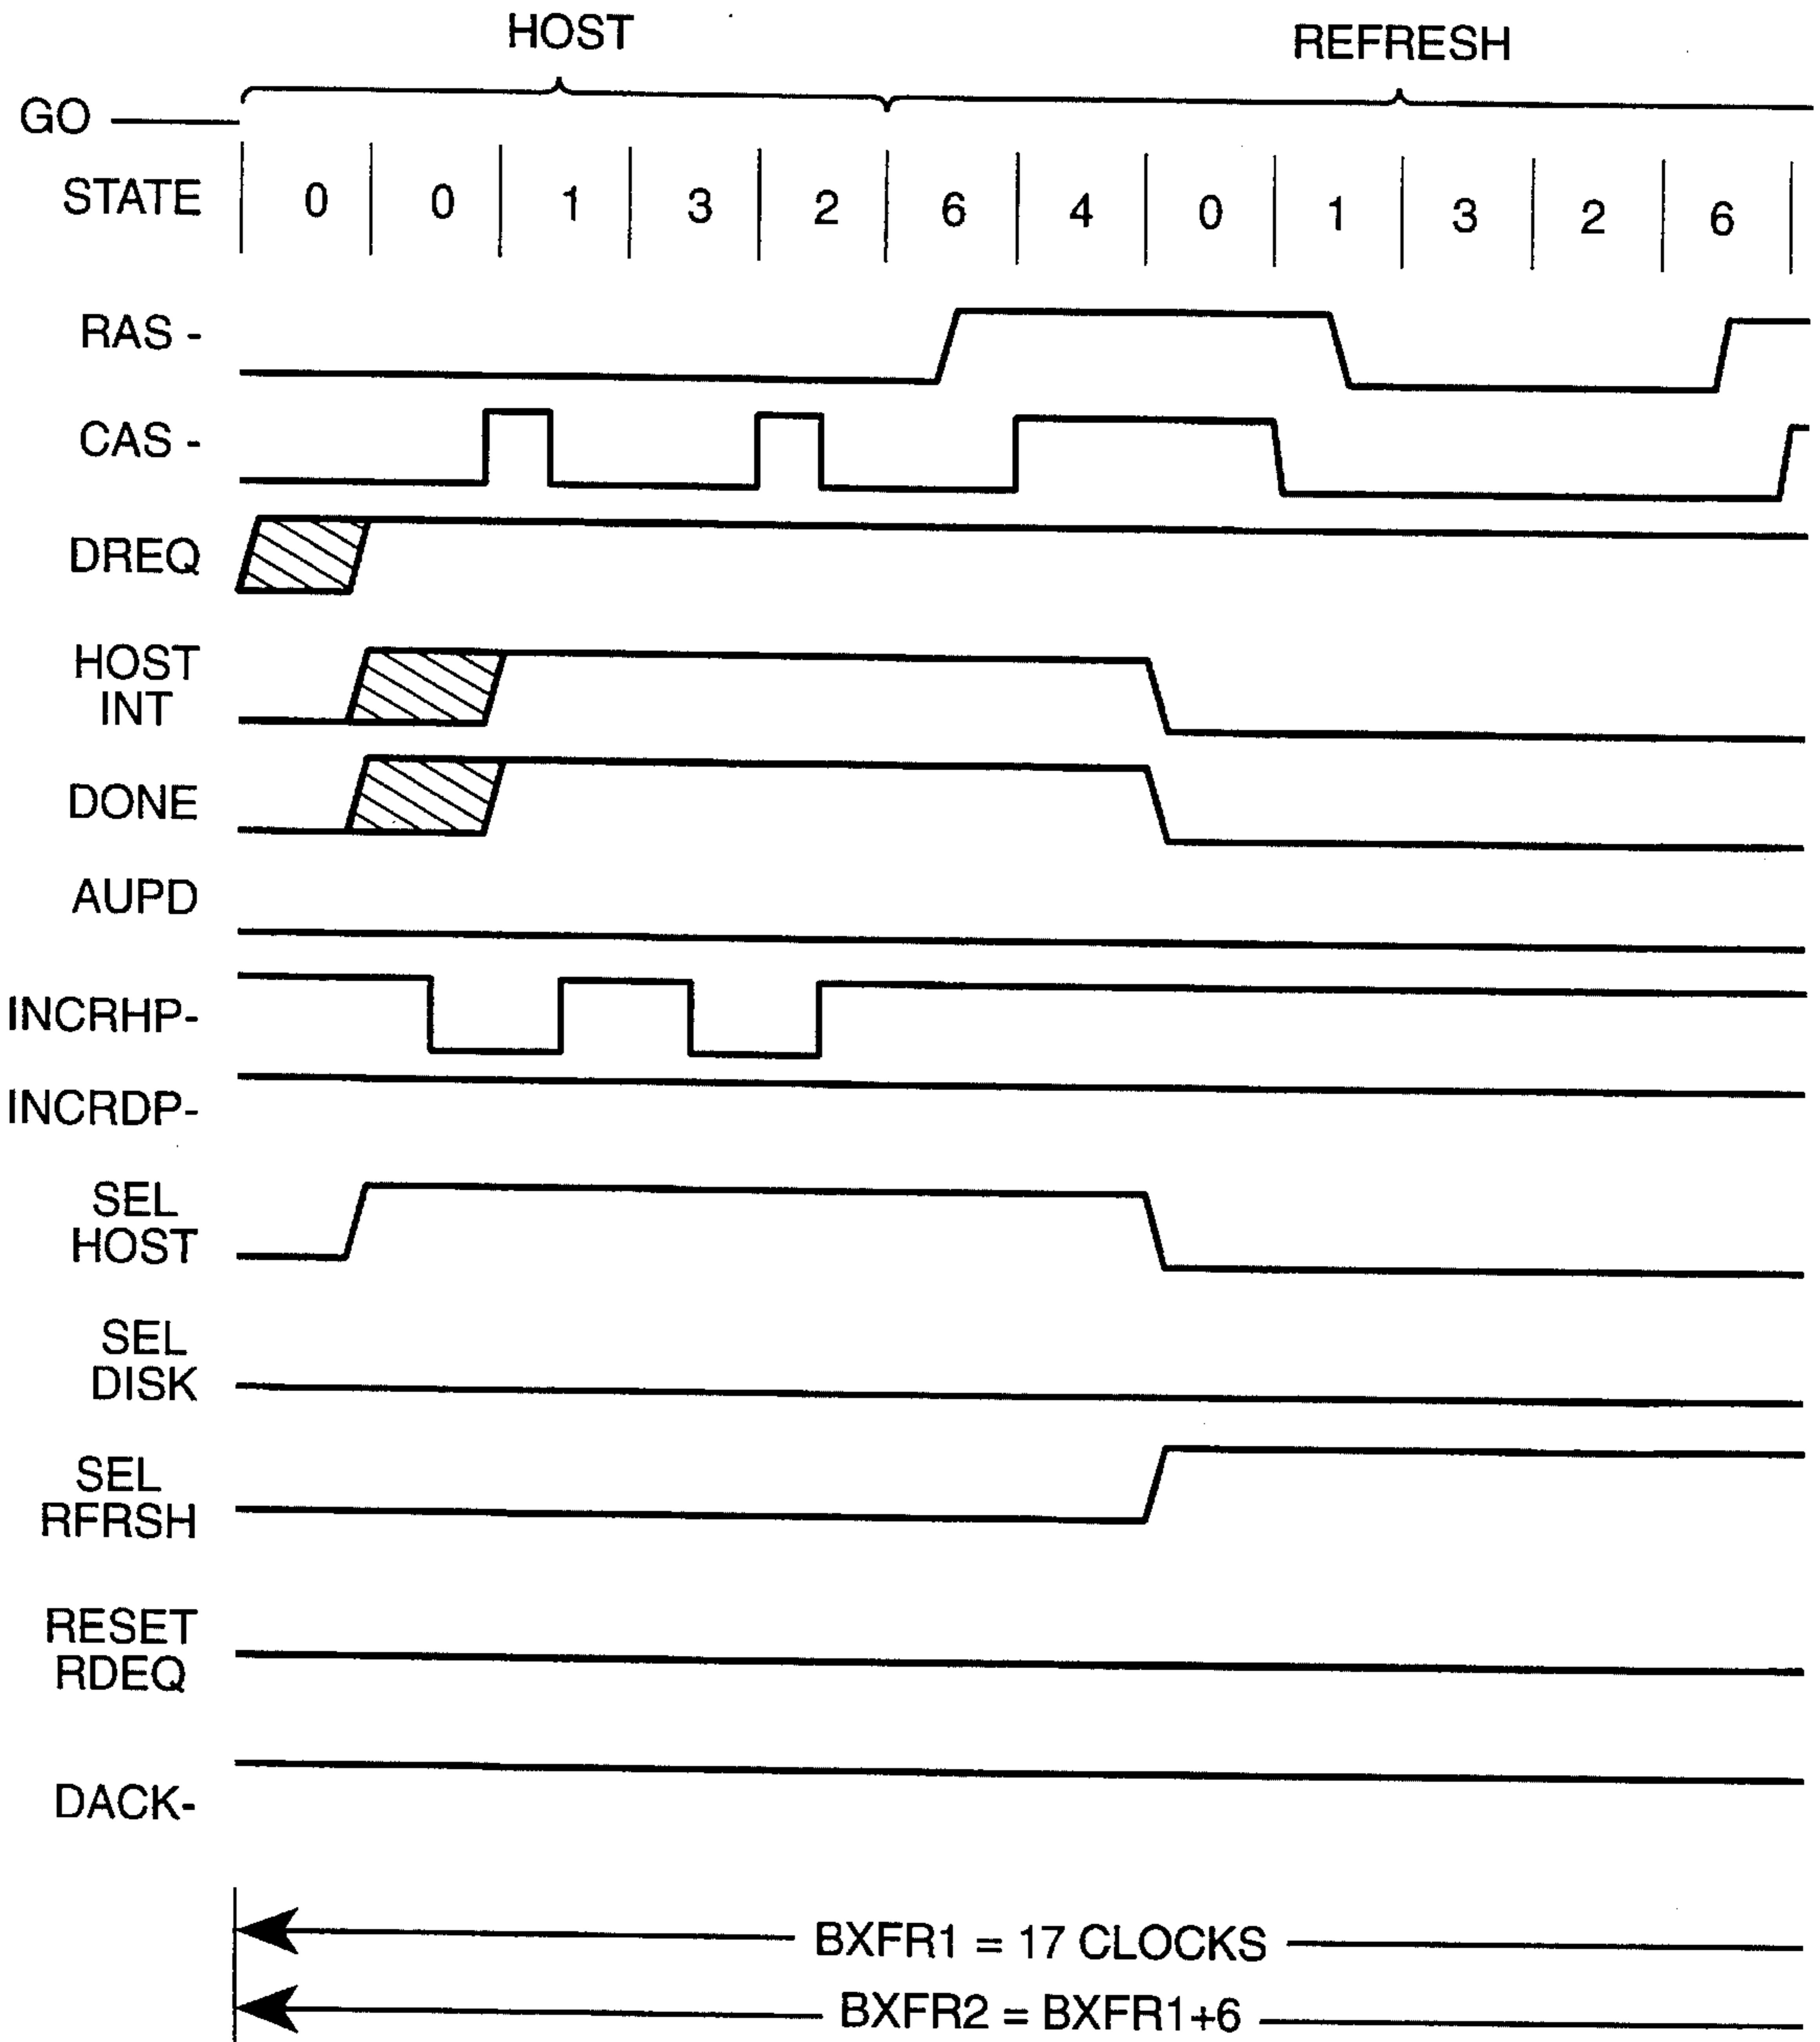 HOST REFRESH
GO
STATE 0 0 1 3 2 6 4 0 1 3 2 6
RAS -
CAS -
DREQ
HOST
INT
DONE
AUPD
INCRHP-
INCRDP-
SEL
HOST
SEL
DISK
SEL
RFRSH
RESET
RDEQ
DACK-
BXFR1 = 17 CLOCKS
BXFR2 = BXFR1+6